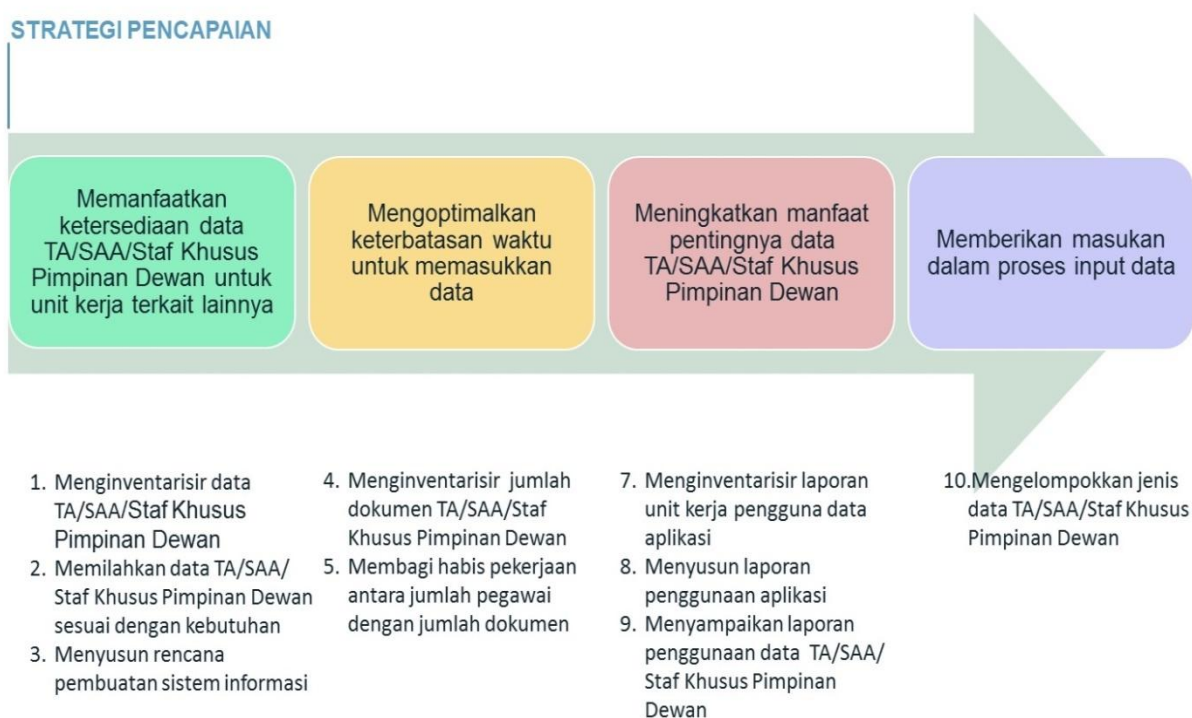 STRATEGI PENCAPAIAN
Memanfaatkan
ketersediaan data
TA/SAA/Staf Khusus
Pimpinan Dewan untuk
unit kerja terkait lainnya
Mengoptimalkan
keterbatasan waktu
untuk memasukkan
data
Meningkatkan manfaat
pentingnya data
TA/SAA/Staf Khusus
Pimpinan Dewan
Memberikan masukan
dalam proses input data
1. Menginventarisir data
TA/SAA/Staf Khusus
Pimpinan Dewan
2. Memilahkan data TA/SAA/
Staf Khusus Pimpinan Dewan
sesuai dengan kebutuhan
3. Menyusun rencana
pembuatan sistem informasi
4. Menginventarisir jumlah
dokumen TA/SAA/Staf
Khusus Pimpinan Dewan
5. Membagi habis pekerjaan
antara jumlah pegawai
dengan jumlah dokumen
7. Menginventarisir laporan
unit kerja pengguna data
aplikasi
8. Menyusun laporan
penggunaan aplikasi
9. Menyampaikan laporan
penggunaan data TA/SAA/
Staf Khusus Pimpinan
Dewan
10.Mengelompokkan jenis
data TA/SAA/Staf Khusus
Pimpinan Dewan